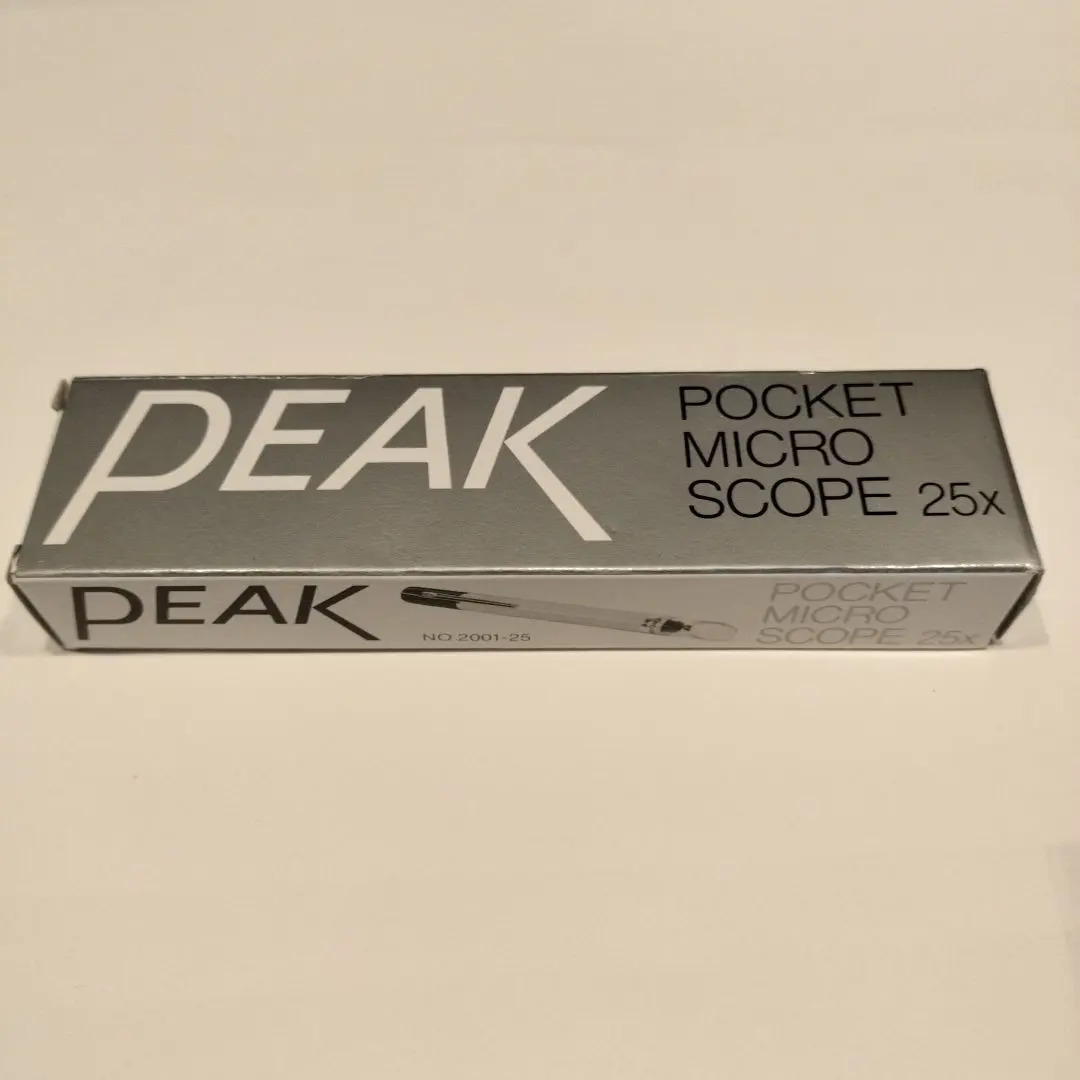 PEAK
POCKET
MICRO
SCOPE 25x
PEAK
NO.2001-25
POCKET
MICRO
SCOPE 25x